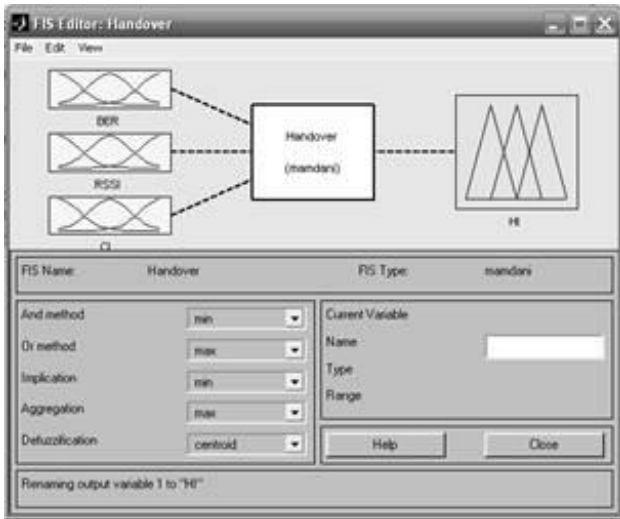 FIS Editor: Handover
File Edit View
BER
RSSI
Handover
(mamdani)
HI
FIS Name: Handover FIS Type: mamdani
And method min
Or method max
Implication min
Aggregation max
Defuzzification centroid
Current Variable
Name
Type
Range
Help Close
Renaming output variable 1 to "HI"